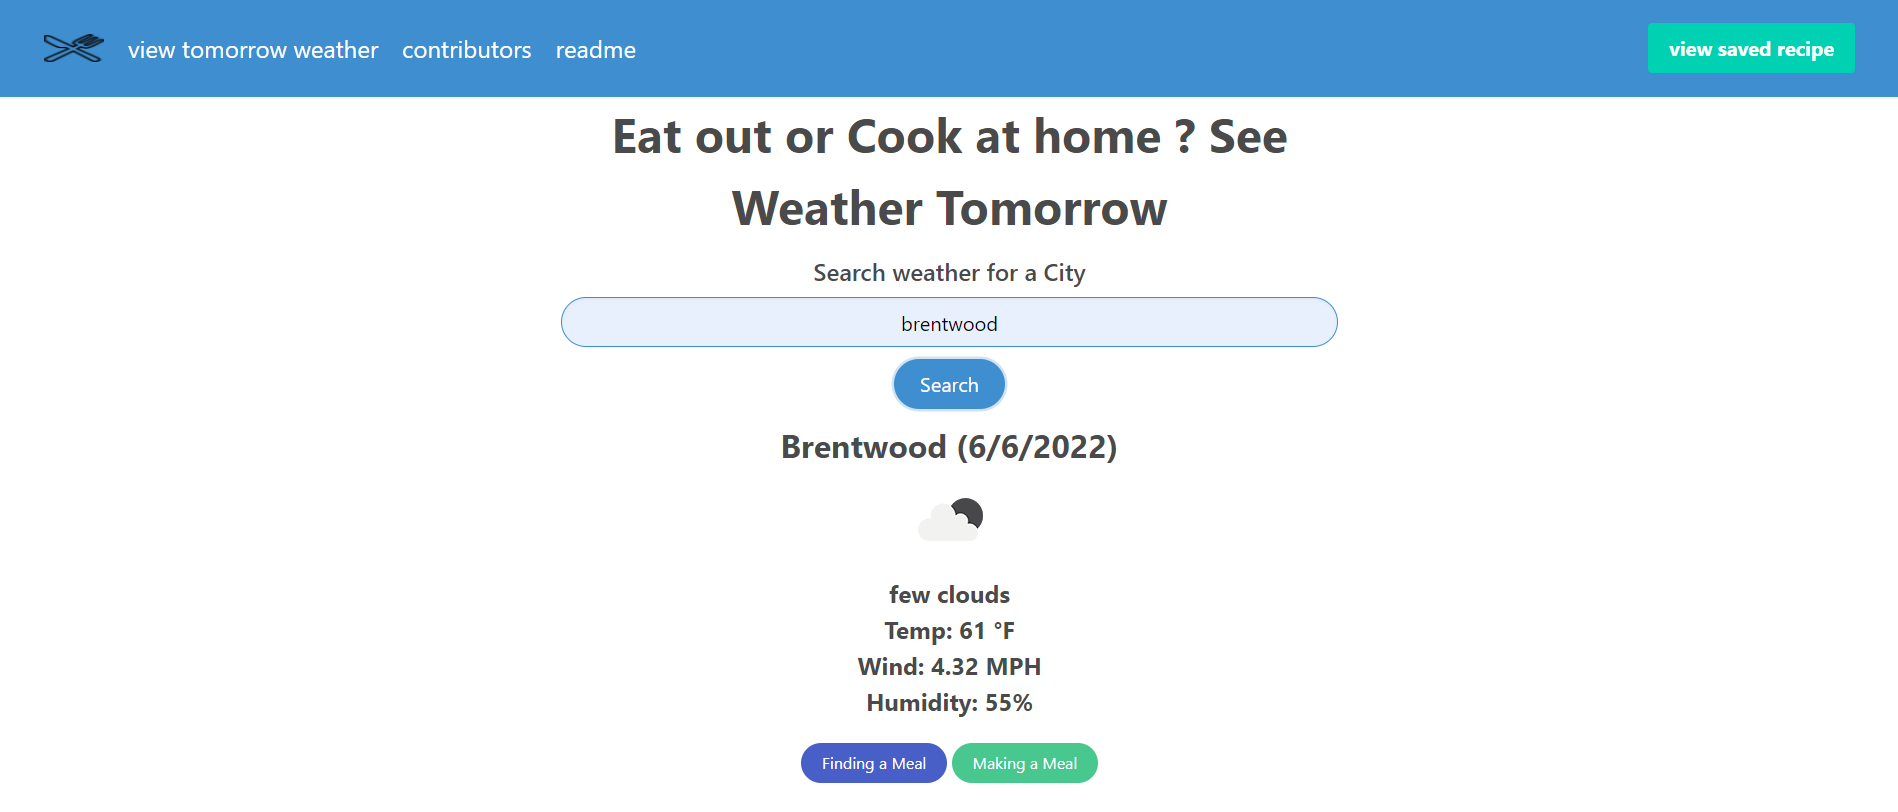 view tomorrow weather contributors readme view saved recipe
Eat out or Cook at home ? See
Weather Tomorrow
Search weather for a City
brentwood
Search
Brentwood (6/6/2022)
few clouds
Temp: 61 °F
Wind: 4.32 MPH
Humidity: 55%
Finding a Meal Making a Meal